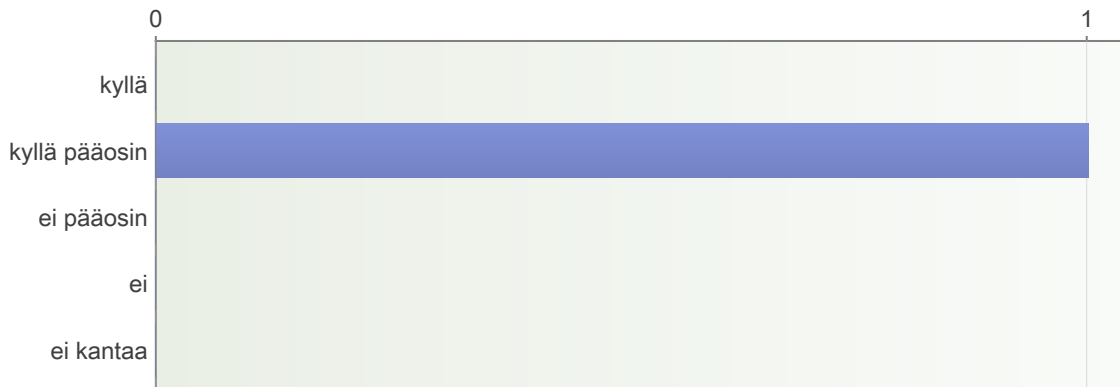 0 1
kyllä
kyllä pääosin
ei pääosin
ei
ei kantaa